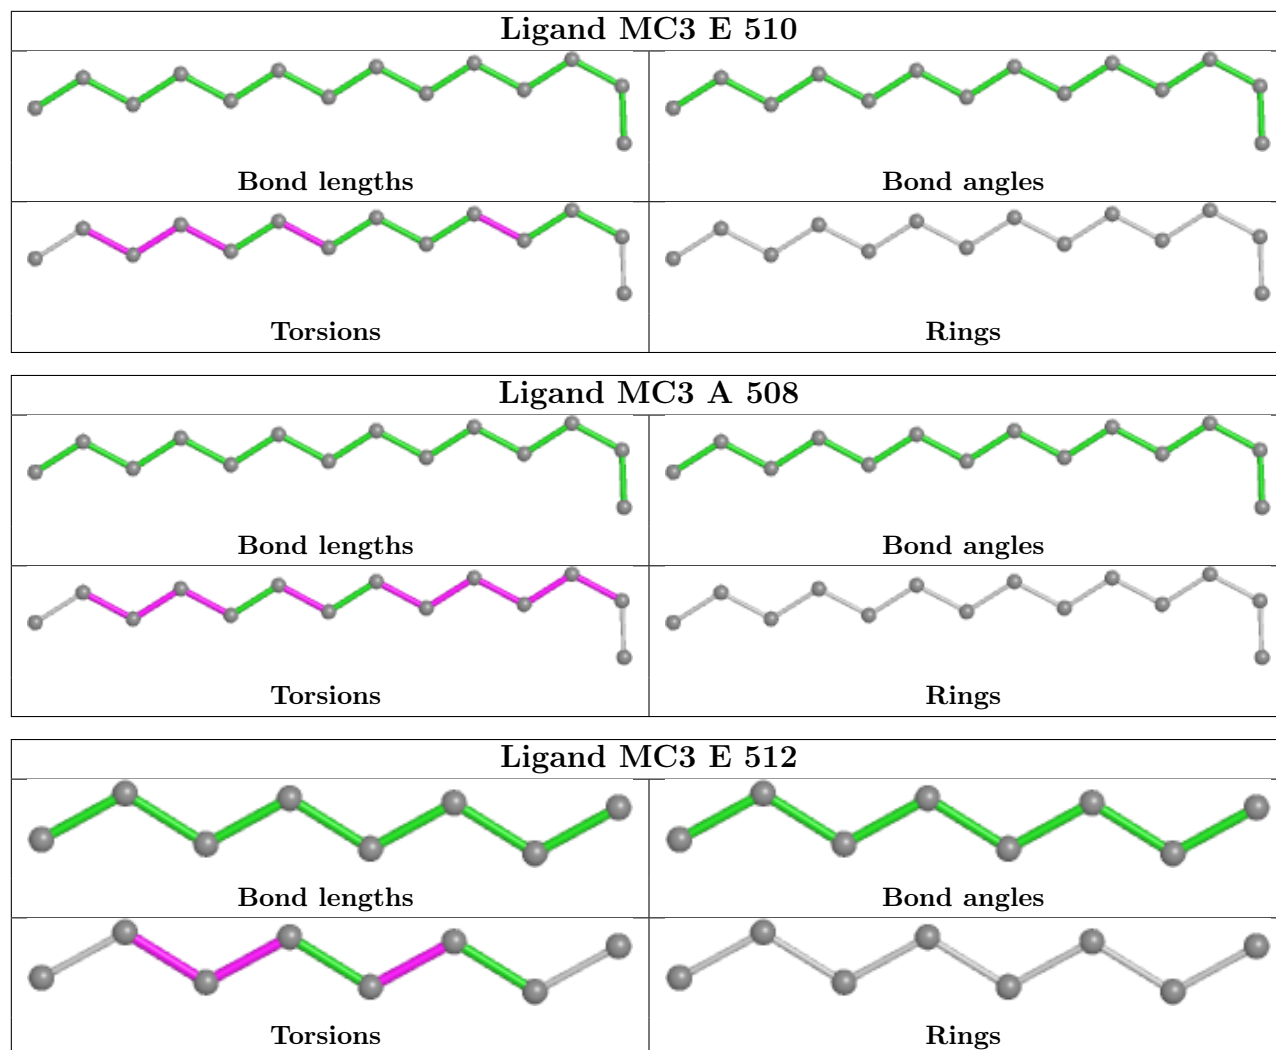 Ligand MC3 E 510
Bond lengths
Bond angles
Torsions
Rings
Ligand MC3 A 508
Bond lengths
Bond angles
Torsions
Rings
Ligand MC3 E 512
Bond lengths
Bond angles
Torsions
Rings